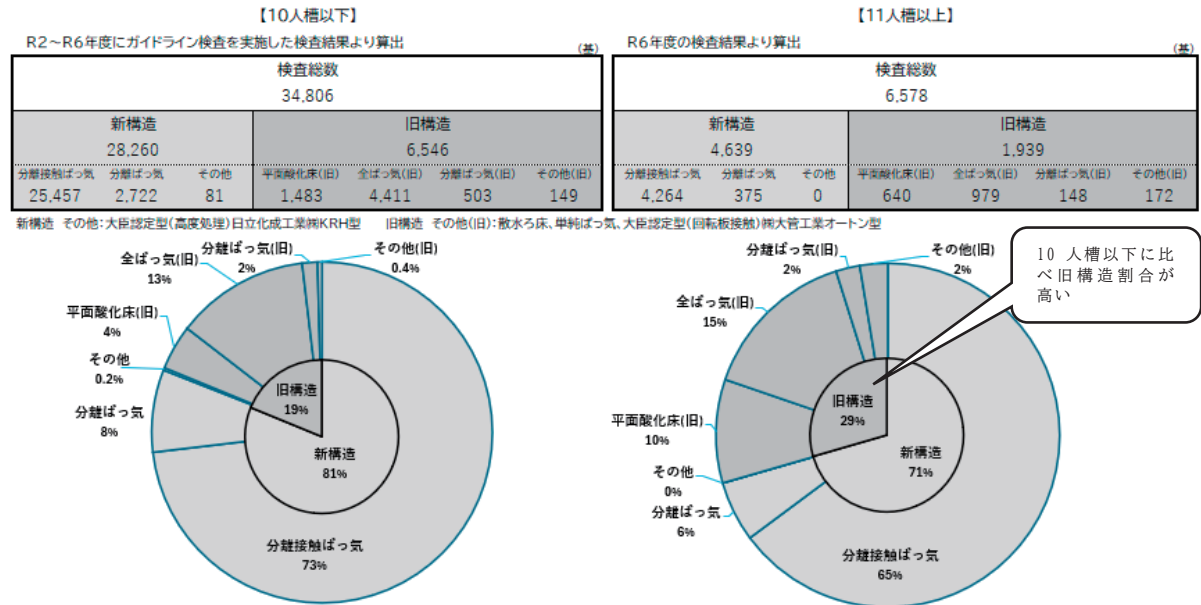 【10人槽以下】
R2～R6年度にガイドライン検査を実施した検査結果より算出
(基)
検査総数
34,806
新構造 旧構造
28,260 6,546
分離接触ばっ気 分離ばっ気 その他 平面酸化床(旧) 全ばっ気(旧) 分離ばっ気(旧) その他(旧)
25,457 2,722 81 1,483 4,411 503 149
【11人槽以上】
R6年度の検査結果より算出
(基)
検査総数
6,578
新構造 旧構造
4,639 1,939
分離接触ばっ気 分離ばっ気 その他 平面酸化床(旧) 全ばっ気(旧) 分離ばっ気(旧) その他(旧)
4,264 375 0 640 979 148 172
新構造 その他:大臣認定型(高度処理)日立化成工業㈱KRH型 旧構造 その他(旧):散水ろ床、単純ばっ気、大臣認定型(回転板接触)㈱大管工業オートン型
分離ばっ気(旧)
2%
その他(旧)
0.4%
全ばっ気(旧)
13%
平面酸化床(旧)
4%
その他
0.2%
分離ばっ気
8%
旧構造
19%
新構造
81%
分離接触ばっ気
73%
分離ばっ気(旧)
2%
その他(旧)
2%
全ばっ気(旧)
15%
平面酸化床(旧)
10%
その他
0%
分離ばっ気
6%
旧構造
29%
新構造
71%
分離接触ばっ気
65%
10 人槽以下に比
べ旧構造割合が
高い